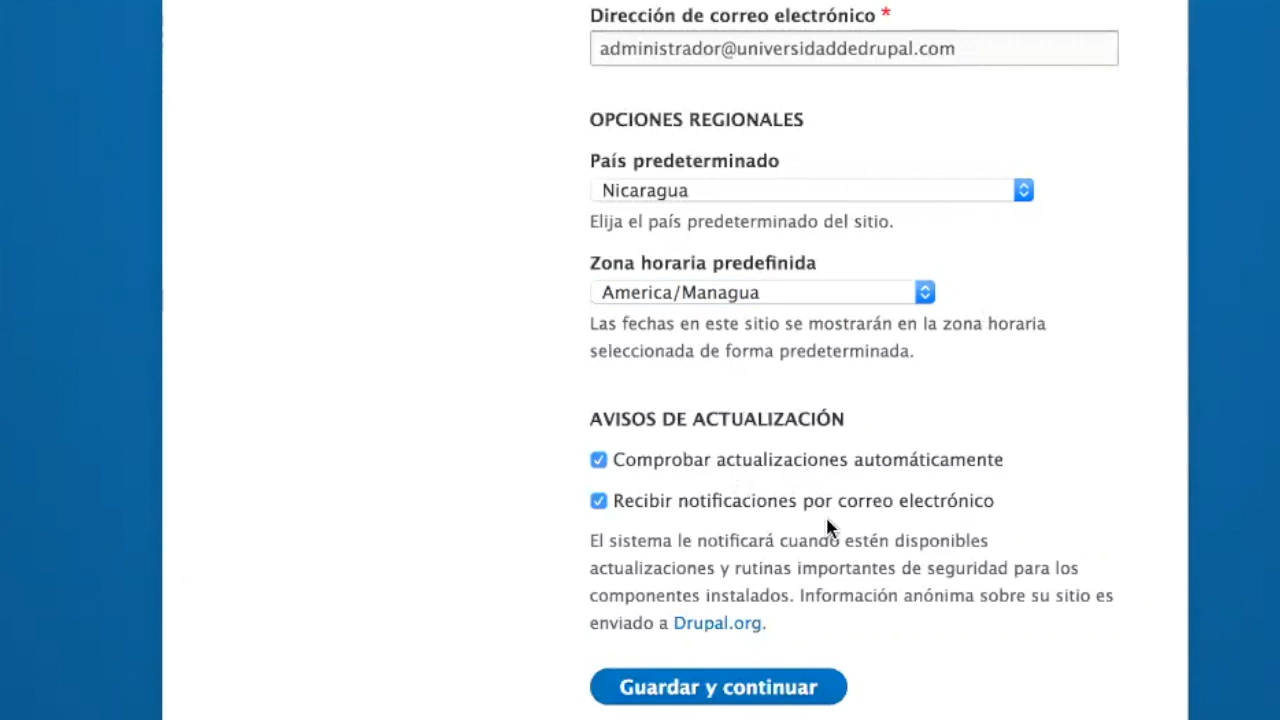 Dirección de correo electrónico *
administrador@universidaddedrupal.com
OPCIONES REGIONALES
País predeterminado
Nicaragua
Elija el país predeterminado del sitio.
Zona horaria predefinida
America/Managua
Las fechas en este sitio se mostrarán en la zona horaria
seleccionada de forma predeterminada.
AVISOS DE ACTUALIZACIÓN
Comprobar actualizaciones automáticamente
Recibir notificaciones por correo electrónico
El sistema le notificará cuando estén disponibles
actualizaciones y rutinas importantes de seguridad para los
componentes instalados. Información anónima sobre su sitio es
enviado a Drupal.org.
Guardar y continuar